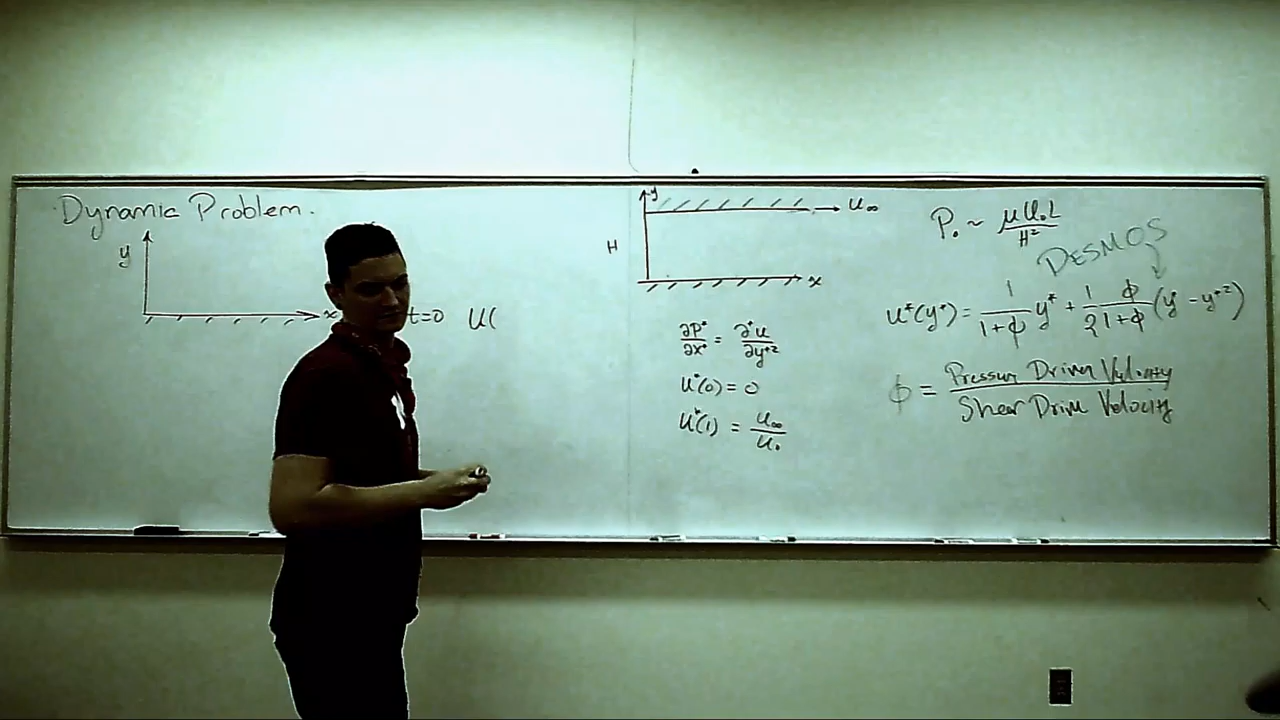 Dynamic Problem.
y
x
t=0 U(
y
U∞
H
x
∂P*/∂x* = ∂²u/∂y*²
u*(0) = 0
u*(1) = U∞/U₀
P₀ ~ μU₀L/H²
DESMOS
u*(y*) = 1/(1+ϕ) y* + 1/2 ϕ/(1+ϕ) (y* - y*²)
ϕ = Pressure Driven Velocity / Shear Drive Velocity